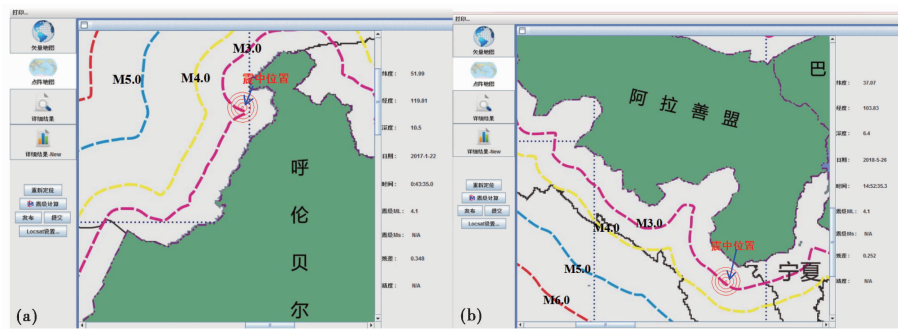 打印...
矢量地图
点阵地图
详细结果
详细结果-New
重新定位
震级计算
发布
提交
Locsat设置...
M5.0
M4.0
M3.0
震中位置
呼
伦
贝
尔
(a)
纬度: 51.99
经度: 119.81
深度: 10.5
日期: 2017-1-22
时间: 0:43:35.0
震级ML: 4.1
震级Ms: N/A
残差: 0.348
精度: N/A
打印...
矢量地图
点阵地图
详细结果
详细结果-New
重新定位
震级计算
发布
提交
Locsat设置...
巴
阿拉善盟
M3.0
M4.0
M5.0
M6.0
震中位置
宁夏
(b)
纬度: 37.07
经度: 103.63
深度: 6.4
日期: 2018-5-26
时间: 14:52:35.3
震级ML: 4.1
震级Ms: N/A
残差: 0.252
精度: N/A